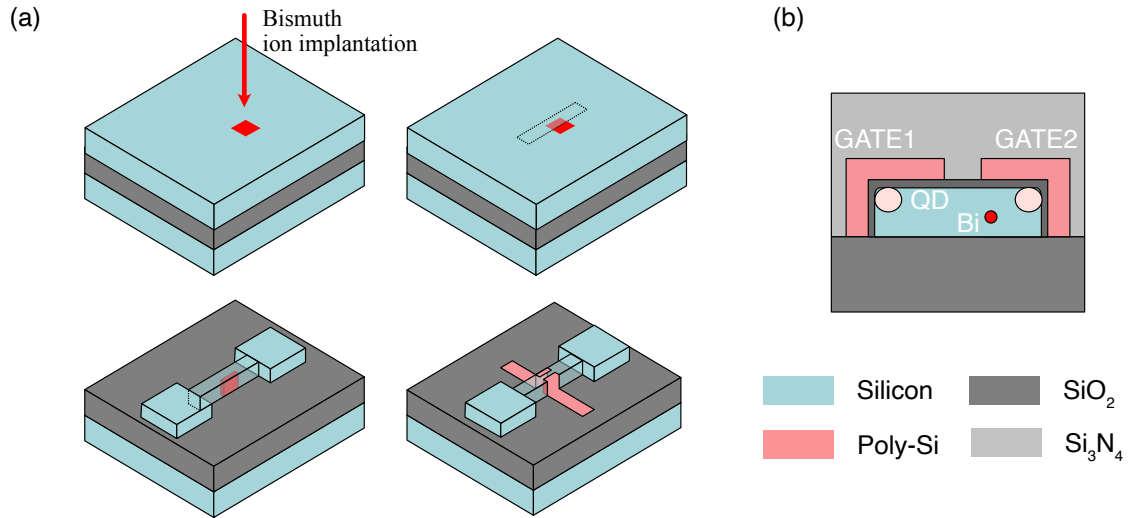 (a)
Bismuth
ion implantation
(b)
GATE1
GATE2
QD
Bi
Silicon
SiO₂
Poly-Si
Si₃N₄